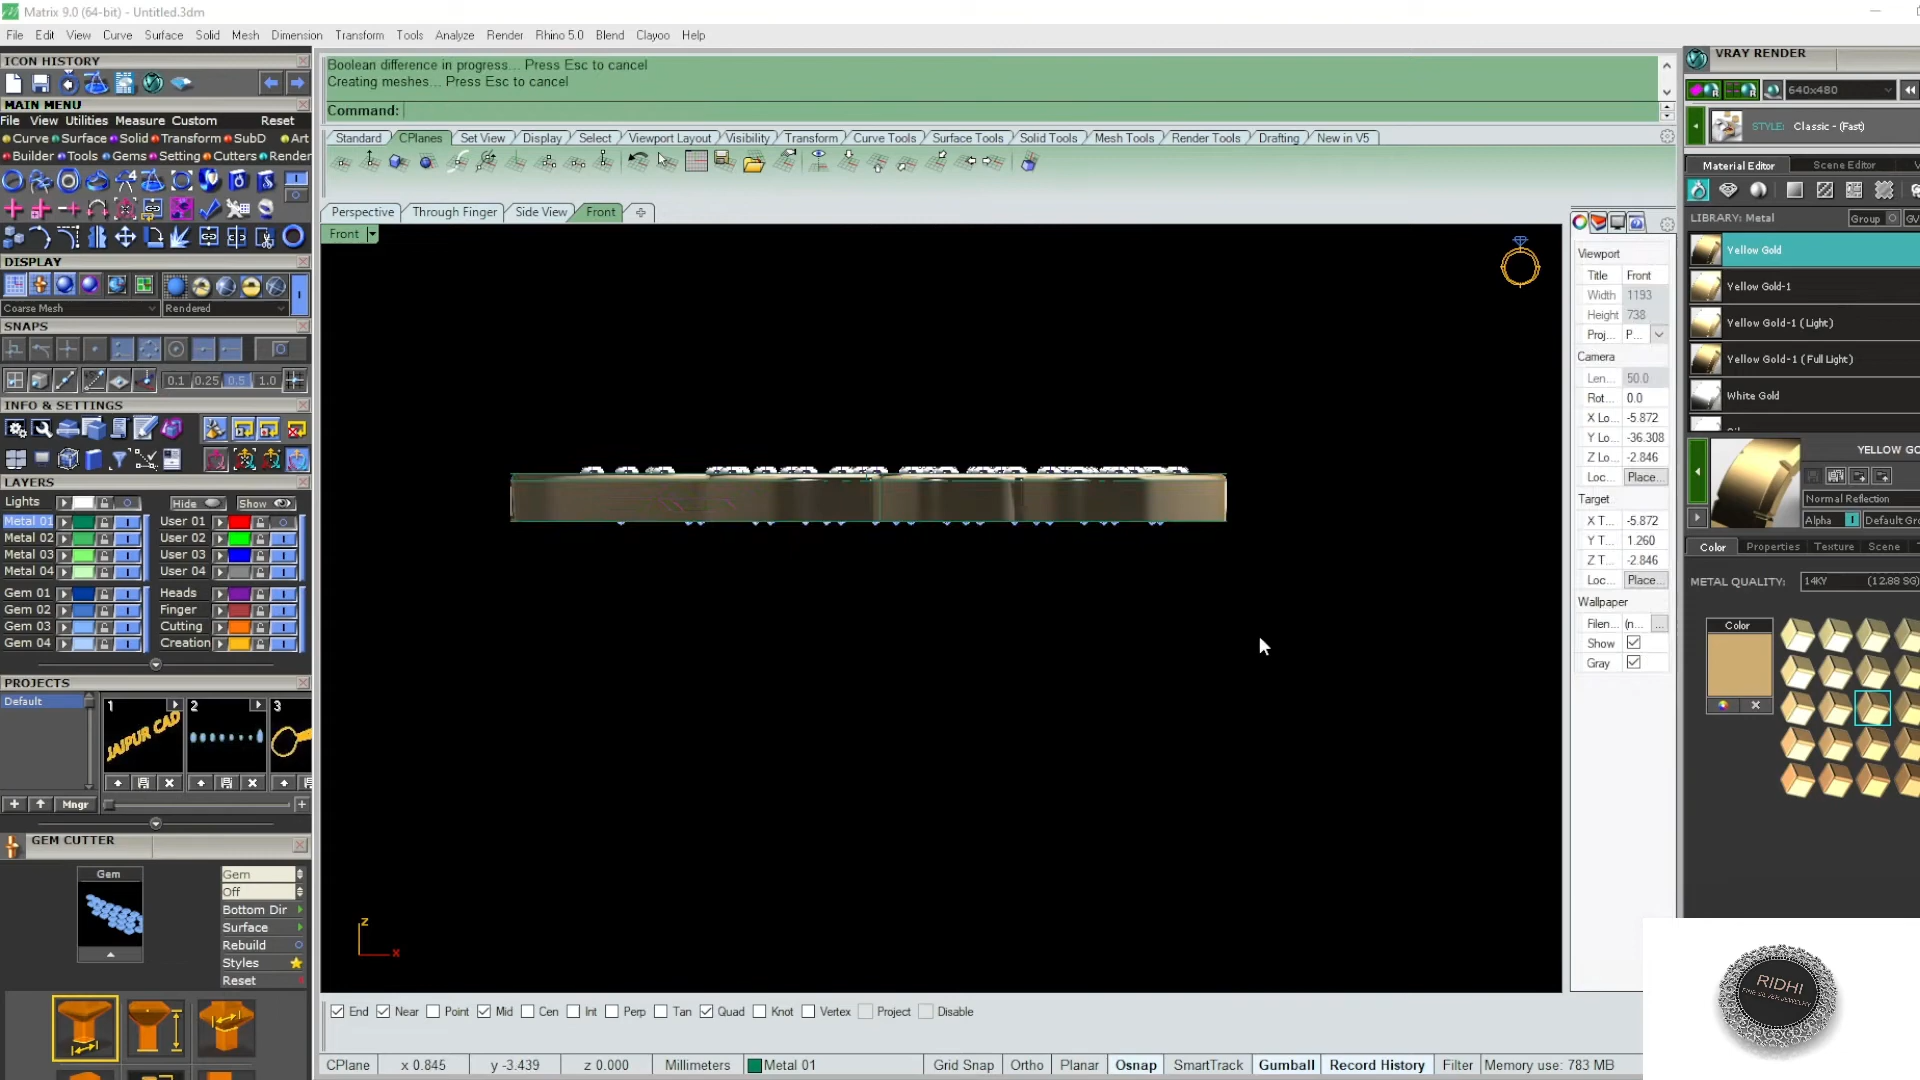 Matrix 9.0 (64-bit) - Untitled.3dm
File Edit View Curve Surface Solid Mesh Dimension Transform Tools Analyze Render Rhino 5.0 Blend Clayoo Help
ICON HISTORY
MAIN MENU
File View Utilities Measure Custom Reset
Curve Surface Solid Transform SubD Art
Builder Tools Gems Setting Cutters Render
DISPLAY
Coarse Mesh Rendered
SNAPS
0.1 0.25 0.5 1.0
INFO & SETTINGS
LAYERS
Lights Hide Show
Metal 01 User 01
Metal 02 User 02
Metal 03 User 03
Metal 04 User 04
Gem 01 Heads
Gem 02 Finger
Gem 03 Cutting
Gem 04 Creation
PROJECTS
Default
1 2 3
JAIPUR CAD
Mngr
GEM CUTTER
Gem
Gem
Off
Bottom Dir
Surface
Rebuild
Styles
Reset
Boolean difference in progress... Press Esc to cancel
Creating meshes... Press Esc to cancel
Command:
Standard CPlanes Set View Display Select Viewport Layout Visibility Transform Curve Tools Surface Tools Solid Tools Mesh Tools Render Tools Drafting New in V5
Perspective Through Finger Side View Front
Front
z
x
End Near Point Mid Cen Int Perp Tan Quad Knot Vertex Project Disable
CPlane x 0.845 y -3.439 z 0.000 Millimeters Metal 01 Grid Snap Ortho Planar Osnap SmartTrack Gumball Record History Filter Memory use: 783 MB
Viewport
Title Front
Width 1193
Height 738
Proj... P...
Camera
Len... 50.0
Rot... 0.0
X Lo... -5.872
Y Lo... -36.308
Z Lo... -2.846
Loc... Place...
Target
X T... -5.872
Y T... 1.260
Z T... -2.846
Loc... Place...
Wallpaper
Filen... (n... ...
Show
Gray
VRAY RENDER
640x480
STYLE: Classic - (Fast)
Material Editor Scene Editor
LIBRARY: Metal Group GV
Yellow Gold
Yellow Gold-1
Yellow Gold-1 (Light)
Yellow Gold-1 (Full Light)
White Gold
YELLOW GO
Normal Reflection
Alpha Default Gro
Color Properties Texture Scene
METAL QUALITY: 14KY (12.88 SG)
Color
RIDHI
FINE SILVER JEWELRY